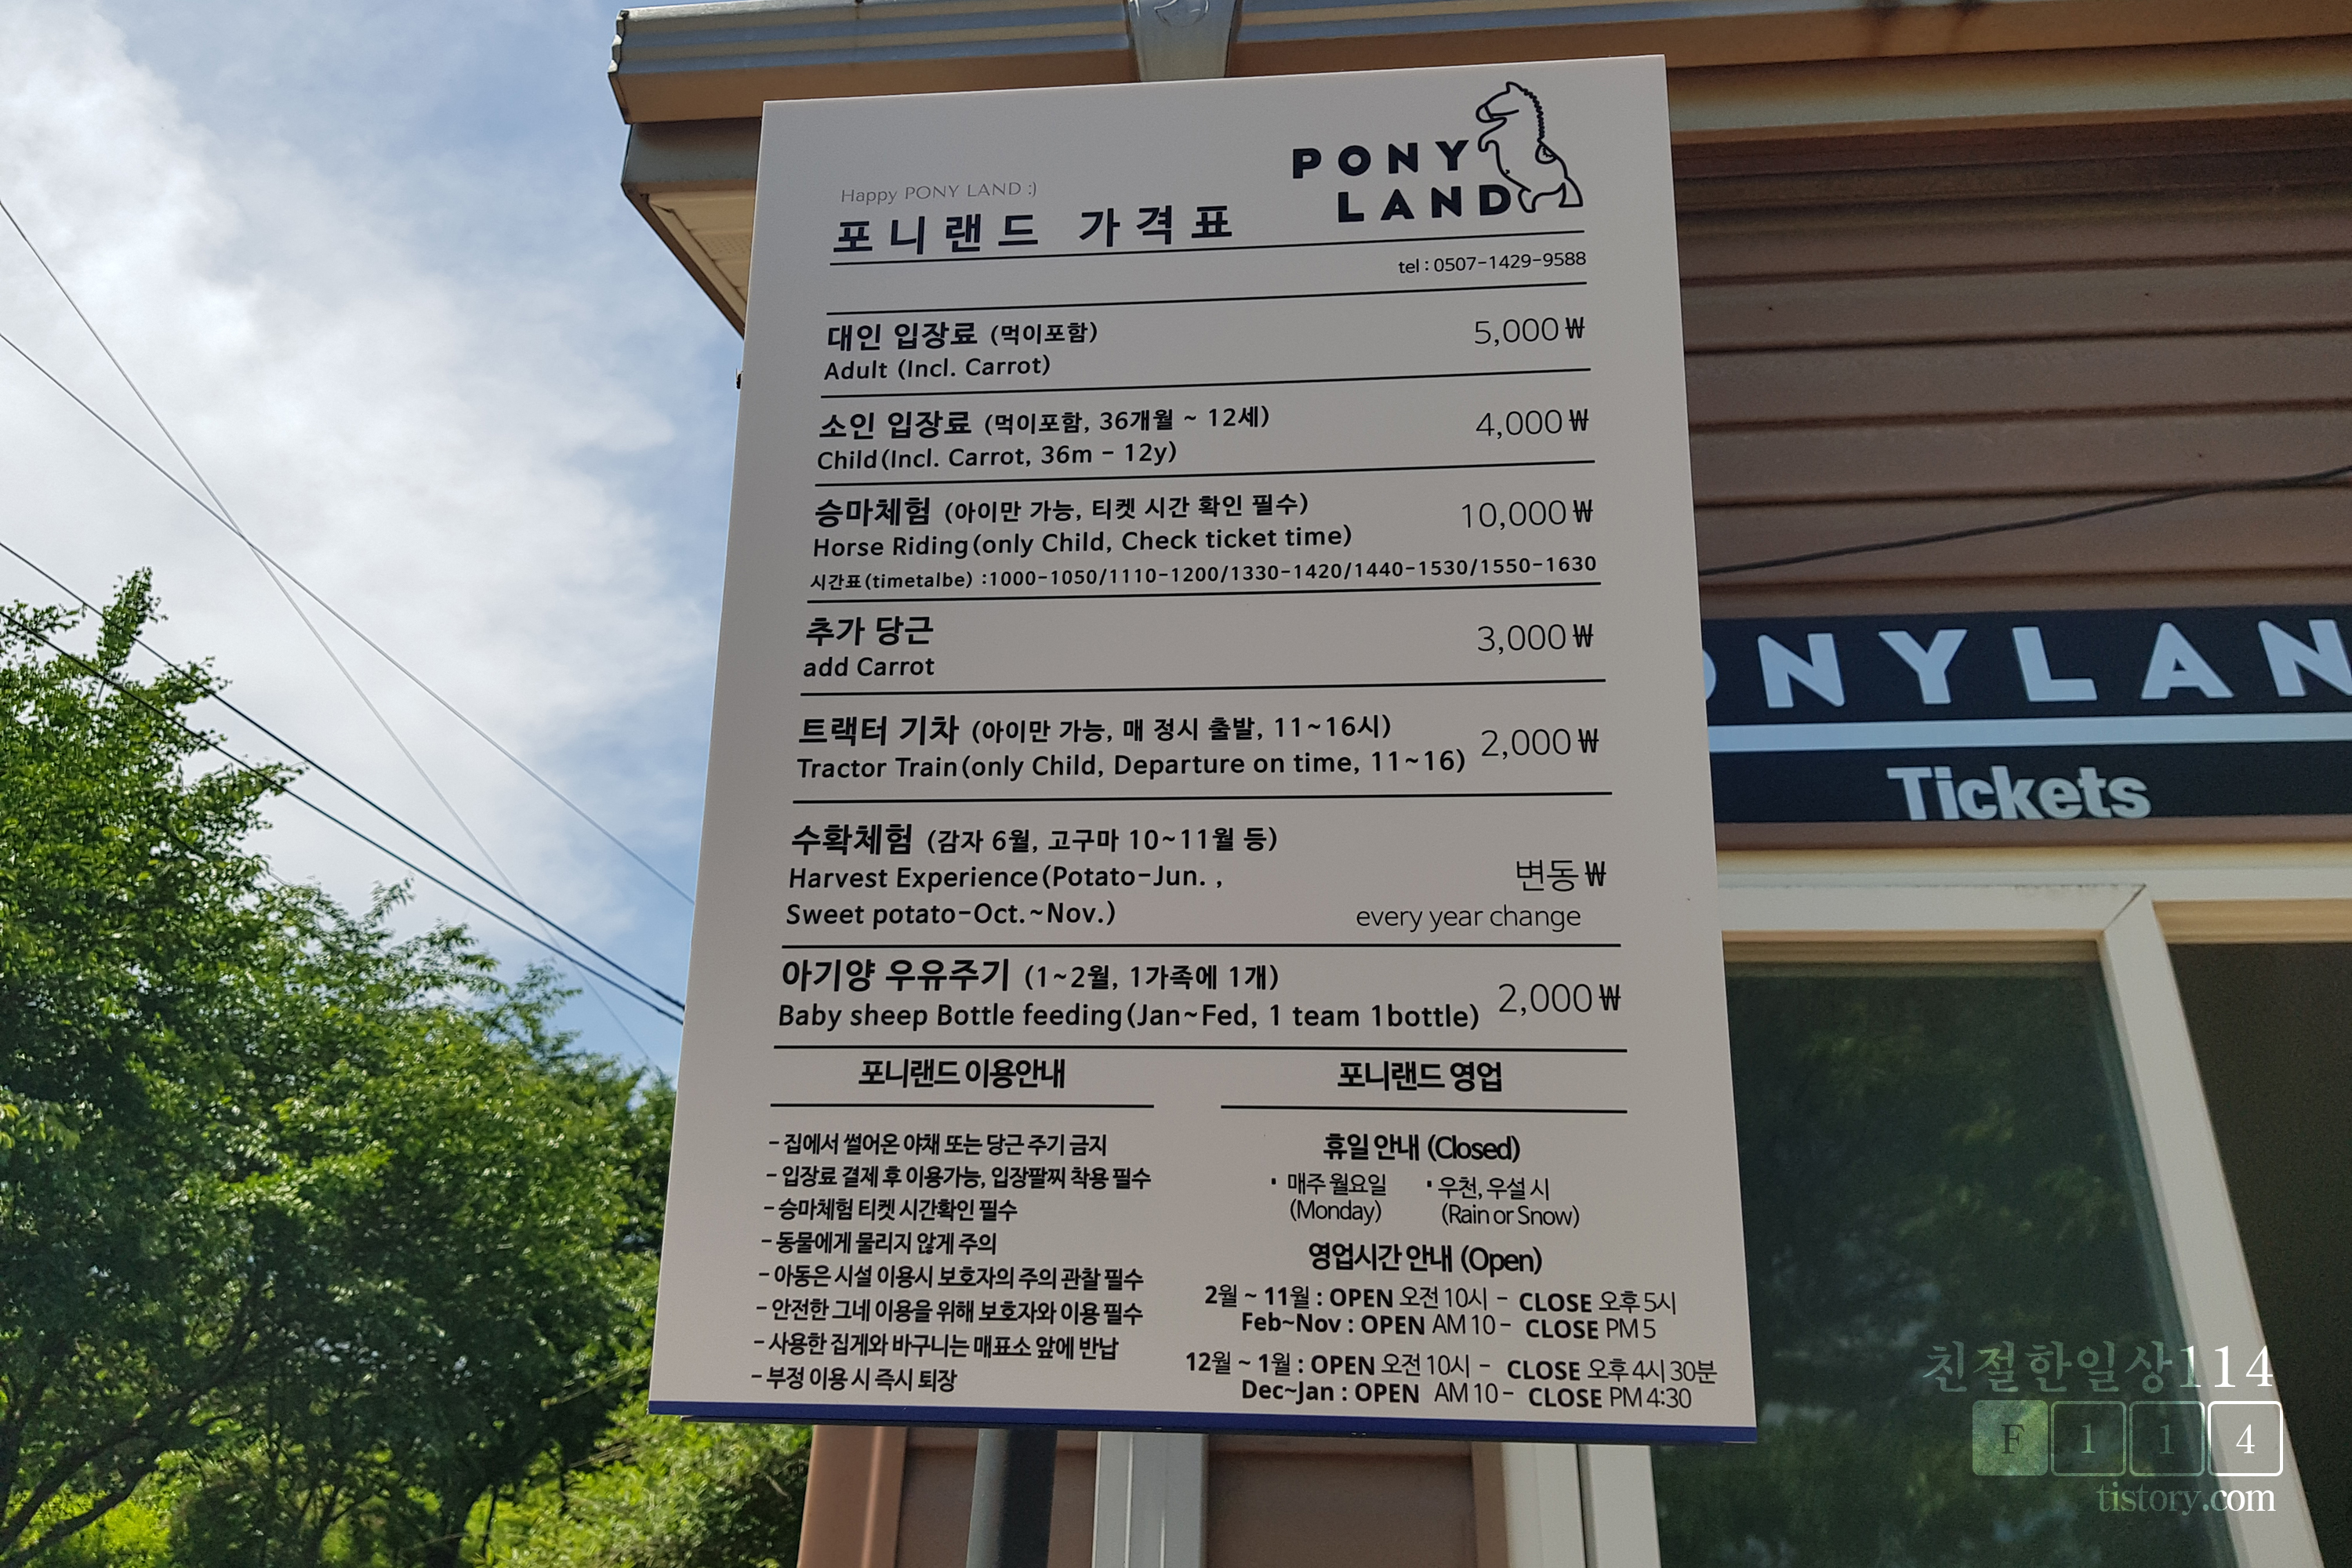 Happy PONY LAND :)
포니랜드 가격표
PONY
LAND
tel : 0507-1429-9588
대인 입장료 (먹이포함)
5,000₩
Adult (Incl. Carrot)
소인 입장료 (먹이포함, 36개월 ~ 12세)
4,000₩
Child(Incl. Carrot, 36m - 12y)
승마체험 (아이만 가능, 티켓 시간 확인 필수)
10,000₩
Horse Riding(only Child, Check ticket time)
시간표(timetalbe) :1000-1050/1110-1200/1330-1420/1440-1530/1550-1630
추가 당근
3,000₩
add Carrot
트랙터 기차 (아이만 가능, 매 정시 출발, 11~16시)
2,000₩
Tractor Train(only Child, Departure on time, 11~16)
수확체험 (감자 6월, 고구마 10~11월 등)
Harvest Experience(Potato-Jun. ,
변동₩
Sweet potato-Oct.~Nov.)
every year change
아기양 우유주기 (1~2월, 1가족에 1개)
2,000₩
Baby sheep Bottle feeding(Jan~Fed, 1 team 1bottle)
포니랜드 이용안내
- 집에서 썰어온 야채 또는 당근 주기 금지
- 입장료 결제 후 이용가능, 입장팔찌 착용 필수
- 승마체험 티켓 시간확인 필수
- 동물에게 물리지 않게 주의
- 아동은 시설 이용시 보호자의 주의 관찰 필수
- 안전한 그네 이용을 위해 보호자와 이용 필수
- 사용한 집게와 바구니는 매표소 앞에 반납
- 부정 이용 시 즉시 퇴장
포니랜드 영업
휴일 안내 (Closed)
· 매주 월요일 · 우천, 우설 시
(Monday) (Rain or Snow)
영업시간 안내 (Open)
2월 ~ 11월 : OPEN 오전 10시 - CLOSE 오후 5시
Feb~Nov : OPEN AM 10 - CLOSE PM 5
12월 ~ 1월 : OPEN 오전 10시 - CLOSE 오후 4시 30분
Dec~Jan : OPEN AM 10 - CLOSE PM 4:30
ONYLAN
Tickets
친절한일상114
F 1 1 4
tistory.com